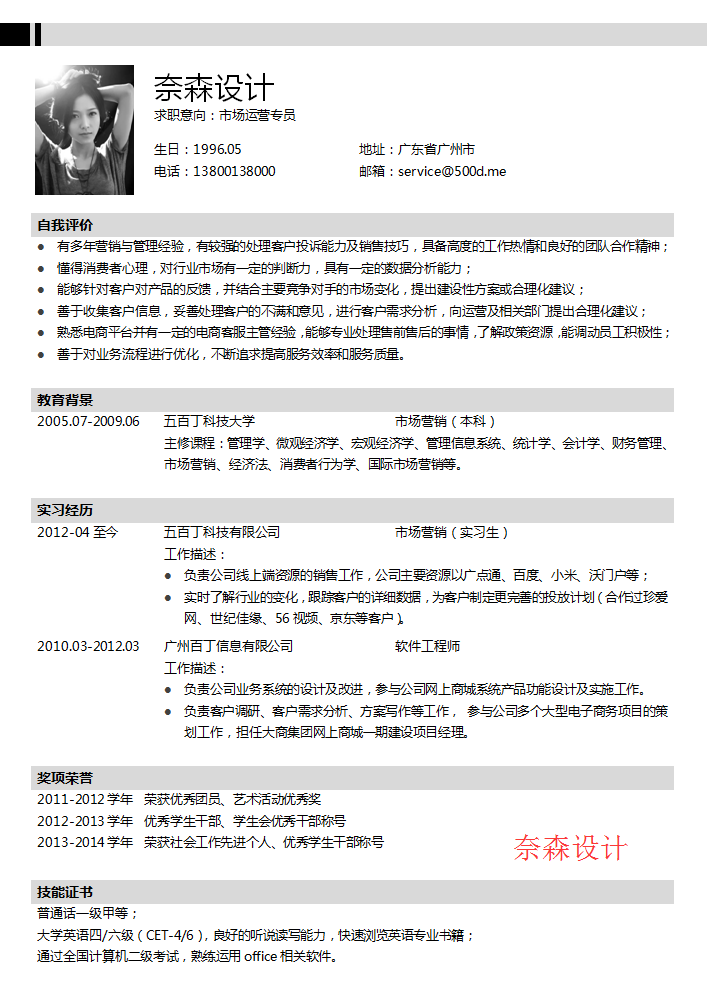 奈森设计
求职意向：市场运营专员
生日：1996.05 地址：广东省广州市
电话：13800138000 邮箱：service@500d.me
自我评价
● 有多年营销与管理经验，有较强的处理客户投诉能力及销售技巧，具备高度的工作热情和良好的团队合作精神；
● 懂得消费者心理，对行业市场有一定的判断力，具有一定的数据分析能力；
● 能够针对客户对产品的反馈，并结合主要竞争对手的市场变化，提出建设性方案或合理化建议；
● 善于收集客户信息，妥善处理客户的不满和意见，进行客户需求分析，向运营及相关部门提出合理化建议；
● 熟悉电商平台并有一定的电商客服主管经验，能够专业处理售前售后的事情，了解政策资源，能调动员工积极性；
● 善于对业务流程进行优化，不断追求提高服务效率和服务质量。
教育背景
2005.07-2009.06 五百丁科技大学 市场营销（本科）
主修课程：管理学、微观经济学、宏观经济学、管理信息系统、统计学、会计学、财务管理、
市场营销、经济法、消费者行为学、国际市场营销等。
实习经历
2012-04 至今 五百丁科技有限公司 市场营销（实习生）
工作描述：
● 负责公司线上端资源的销售工作，公司主要资源以广点通、百度、小米、沃门户等；
● 实时了解行业的变化，跟踪客户的详细数据，为客户制定更完善的投放计划（合作过珍爱
网、世纪佳缘、56 视频、京东等客户）。
2010.03-2012.03 广州百丁信息有限公司 软件工程师
工作描述：
● 负责公司业务系统的设计及改进，参与公司网上商城系统产品功能设计及实施工作。
● 负责客户调研、客户需求分析、方案写作等工作， 参与公司多个大型电子商务项目的策
划工作，担任大商集团网上商城一期建设项目经理。
奖项荣誉
2011-2012 学年 荣获优秀团员、艺术活动优秀奖
2012-2013 学年 优秀学生干部、学生会优秀干部称号
2013-2014 学年 荣获社会工作先进个人、优秀学生干部称号
奈森设计
技能证书
普通话一级甲等；
大学英语四/六级（CET-4/6），良好的听说读写能力，快速浏览英语专业书籍；
通过全国计算机二级考试，熟练运用 office 相关软件。